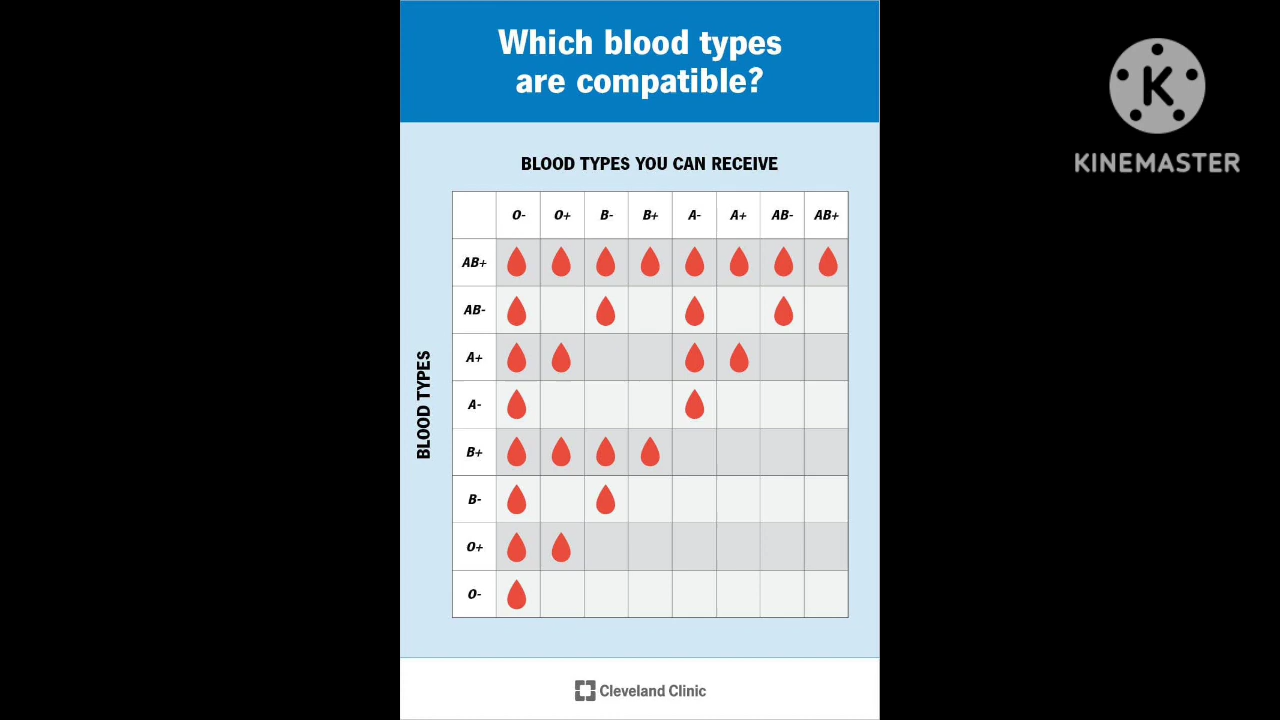 Which blood types
are compatible?
K
KINEMASTER
BLOOD TYPES YOU CAN RECEIVE
O- O+ B- B+ A- A+ AB- AB+
AB+
AB-
A+
A-
B+
B-
O+
O-
BLOOD TYPES
Cleveland Clinic